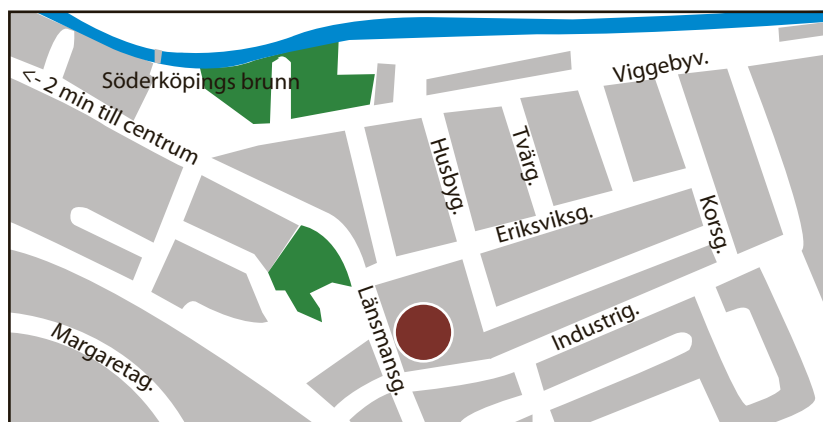 Viggebyv.
Söderköpings brunn
<- 2 min till centrum
Husbyg.
Tvärg.
Eriksviksg.
Korsg.
Länsmansg.
Industrig.
Margaretag.